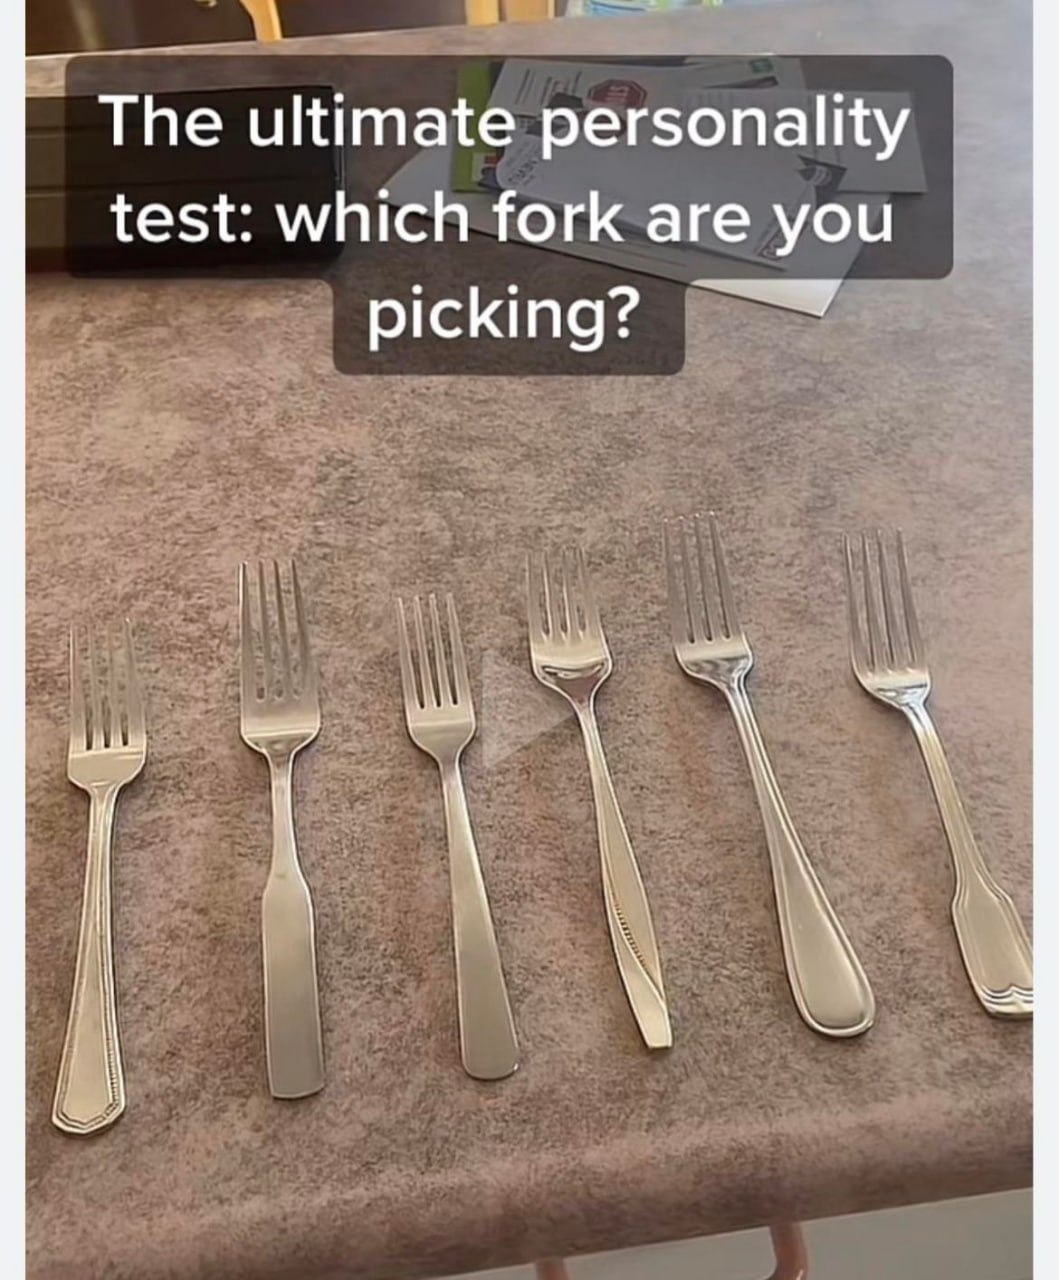 The ultimate personality
test: which fork are you
picking?